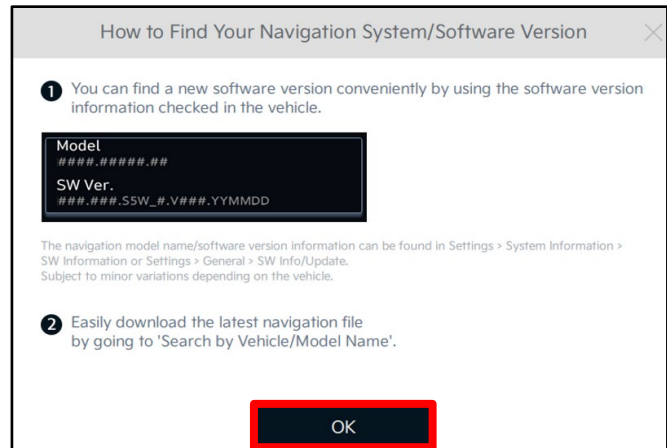 How to Find Your Navigation System/Software Version
1 You can find a new software version conveniently by using the software version
information checked in the vehicle.
Model
####.#####.##
SW Ver.
###.###.S5W_#.V###.YYMMDD
The navigation model name/software version information can be found in Settings > System Information >
SW Information or Settings > General > SW Info/Update.
Subject to minor variations depending on the vehicle.
2 Easily download the latest navigation file
by going to 'Search by Vehicle/Model Name'.
OK